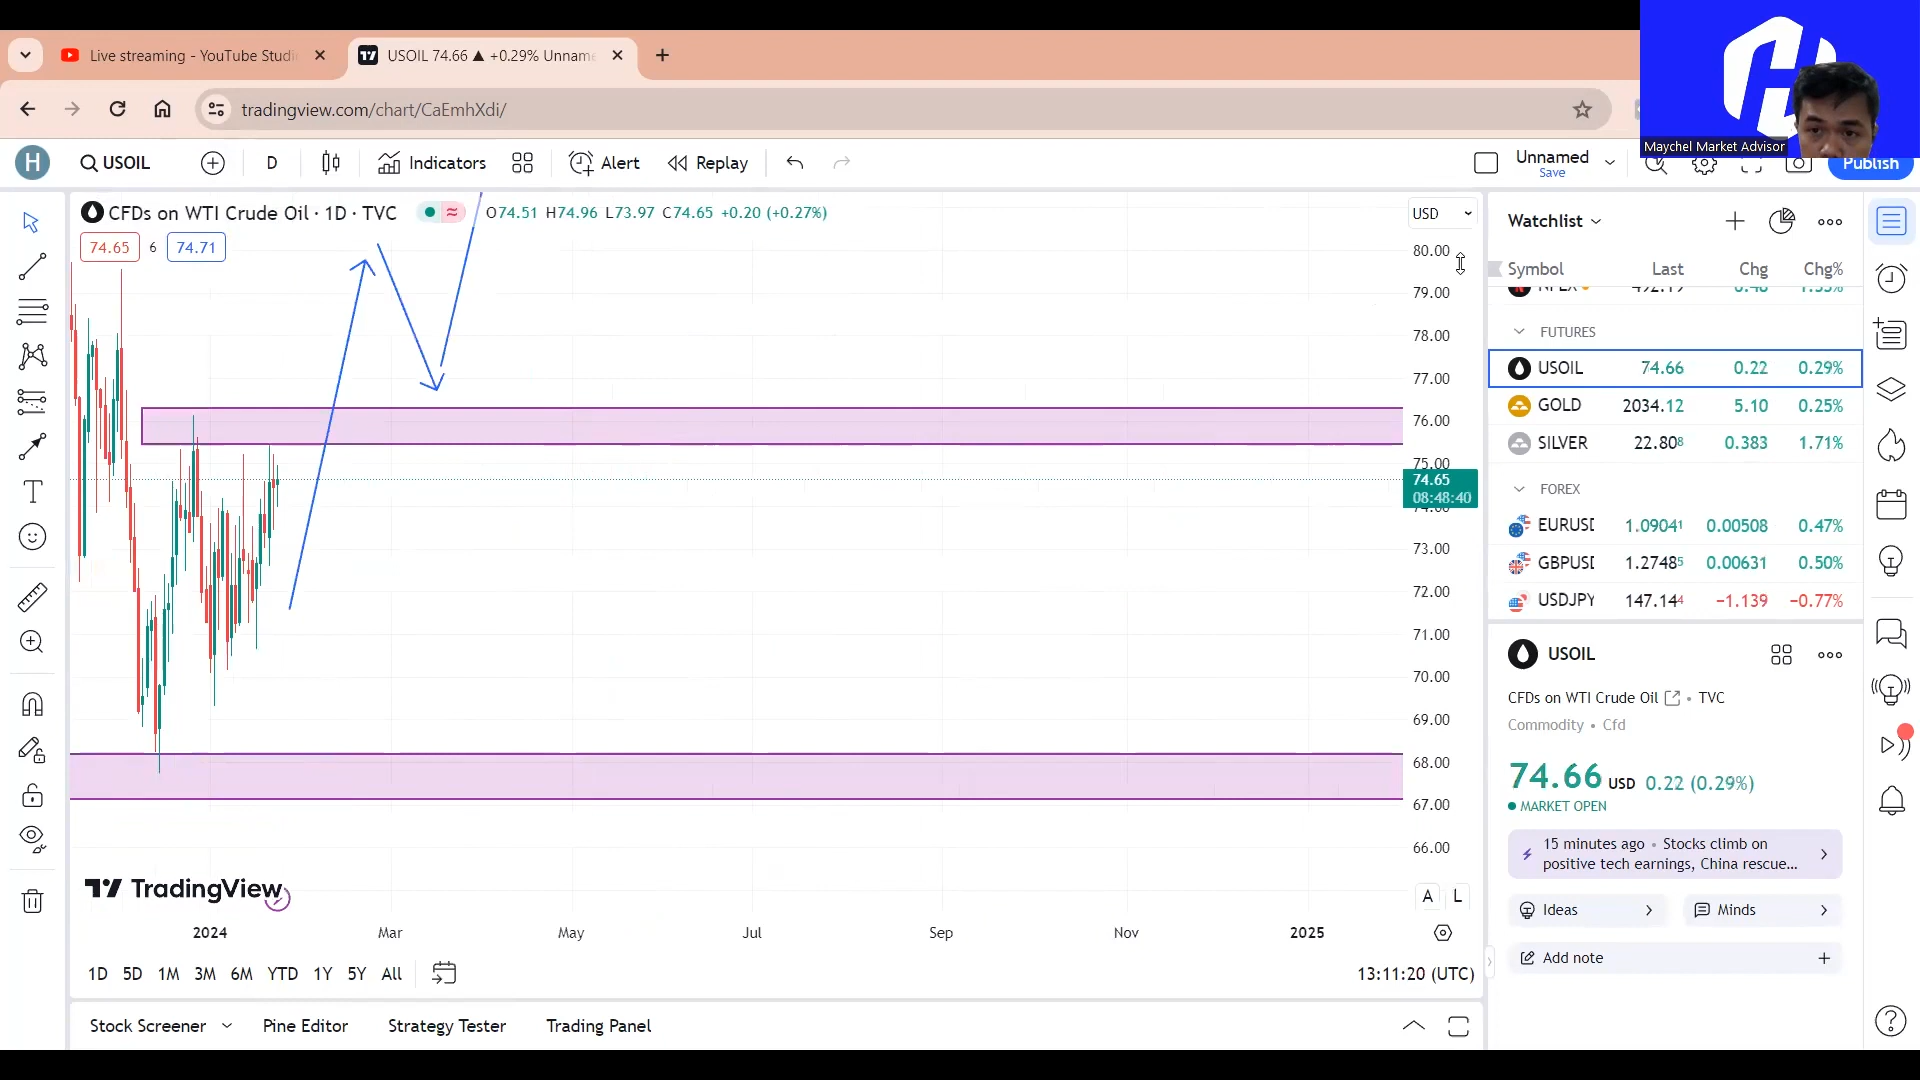 Live streaming - YouTube Studi
USOIL 74.66 ▲ +0.29% Unname
tradingview.com/chart/CaEmhXdi/
Maychel Market Advisor
H
USOIL
D
Indicators
Alert
Replay
Unnamed
Save
Publish
CFDs on WTI Crude Oil · 1D · TVC
O74.51 H74.96 L73.97 C74.65 +0.20 (+0.27%)
74.65 6 74.71
USD
80.00
79.00
78.00
77.00
76.00
75.00
74.65
08:48:40
74.00
73.00
72.00
71.00
70.00
69.00
68.00
67.00
66.00
A L
TradingView
2024 Mar May Jul Sep Nov 2025
1D 5D 1M 3M 6M YTD 1Y 5Y All
13:11:20 (UTC)
Stock Screener Pine Editor Strategy Tester Trading Panel
Watchlist
Symbol Last Chg Chg%
FUTURES
USOIL 74.66 0.22 0.29%
GOLD 2034.12 5.10 0.25%
SILVER 22.808 0.383 1.71%
FOREX
EURUSD 1.09041 0.00508 0.47%
GBPUSD 1.27485 0.00631 0.50%
USDJPY 147.144 −1.139 −0.77%
USOIL
CFDs on WTI Crude Oil • TVC
Commodity • Cfd
74.66 USD 0.22 (0.29%)
MARKET OPEN
15 minutes ago • Stocks climb on
positive tech earnings, China rescue...
Ideas
Minds
Add note